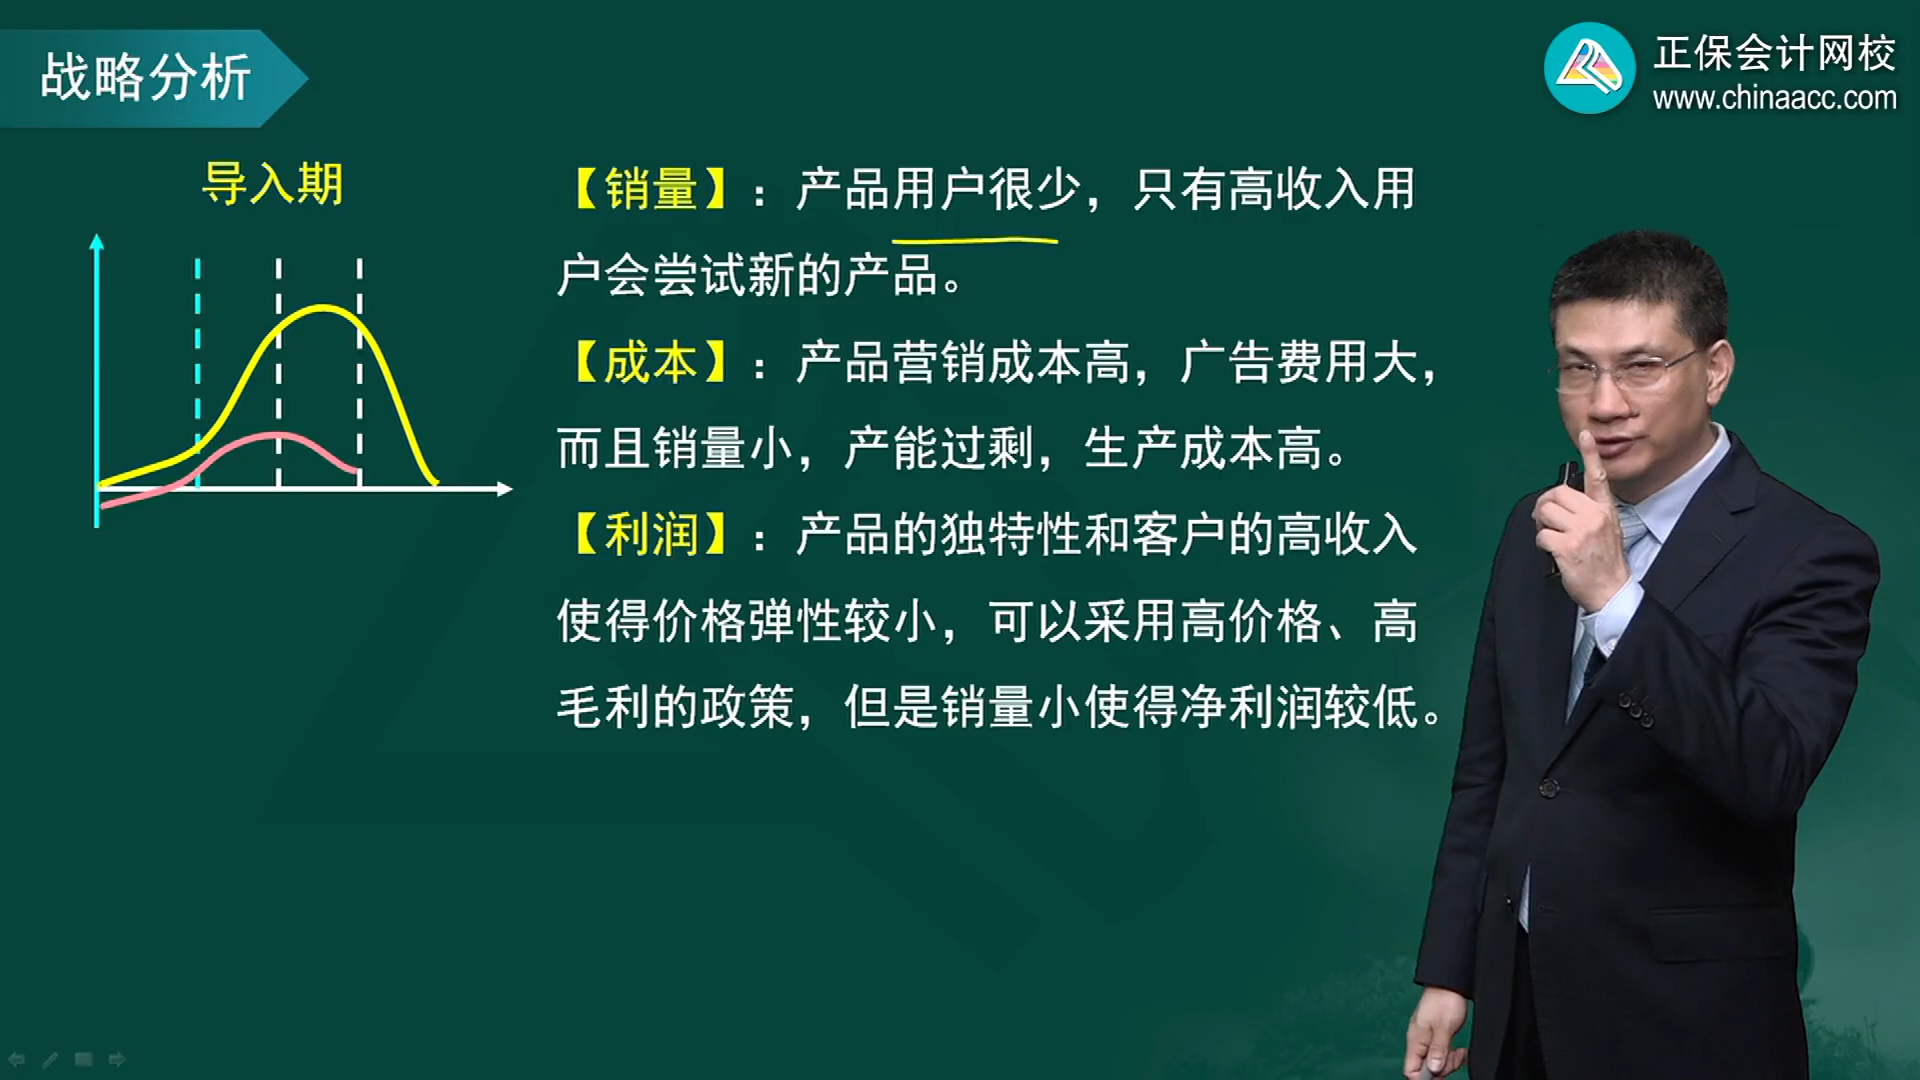 战略分析
正保会计网校
www.chinaacc.com
导入期
【销量】：产品用户很少，只有高收入用
户会尝试新的产品。
【成本】：产品营销成本高，广告费用大，
而且销量小，产能过剩，生产成本高。
【利润】：产品的独特性和客户的高收入
使得价格弹性较小，可以采用高价格、高
毛利的政策，但是销量小使得净利润较低。